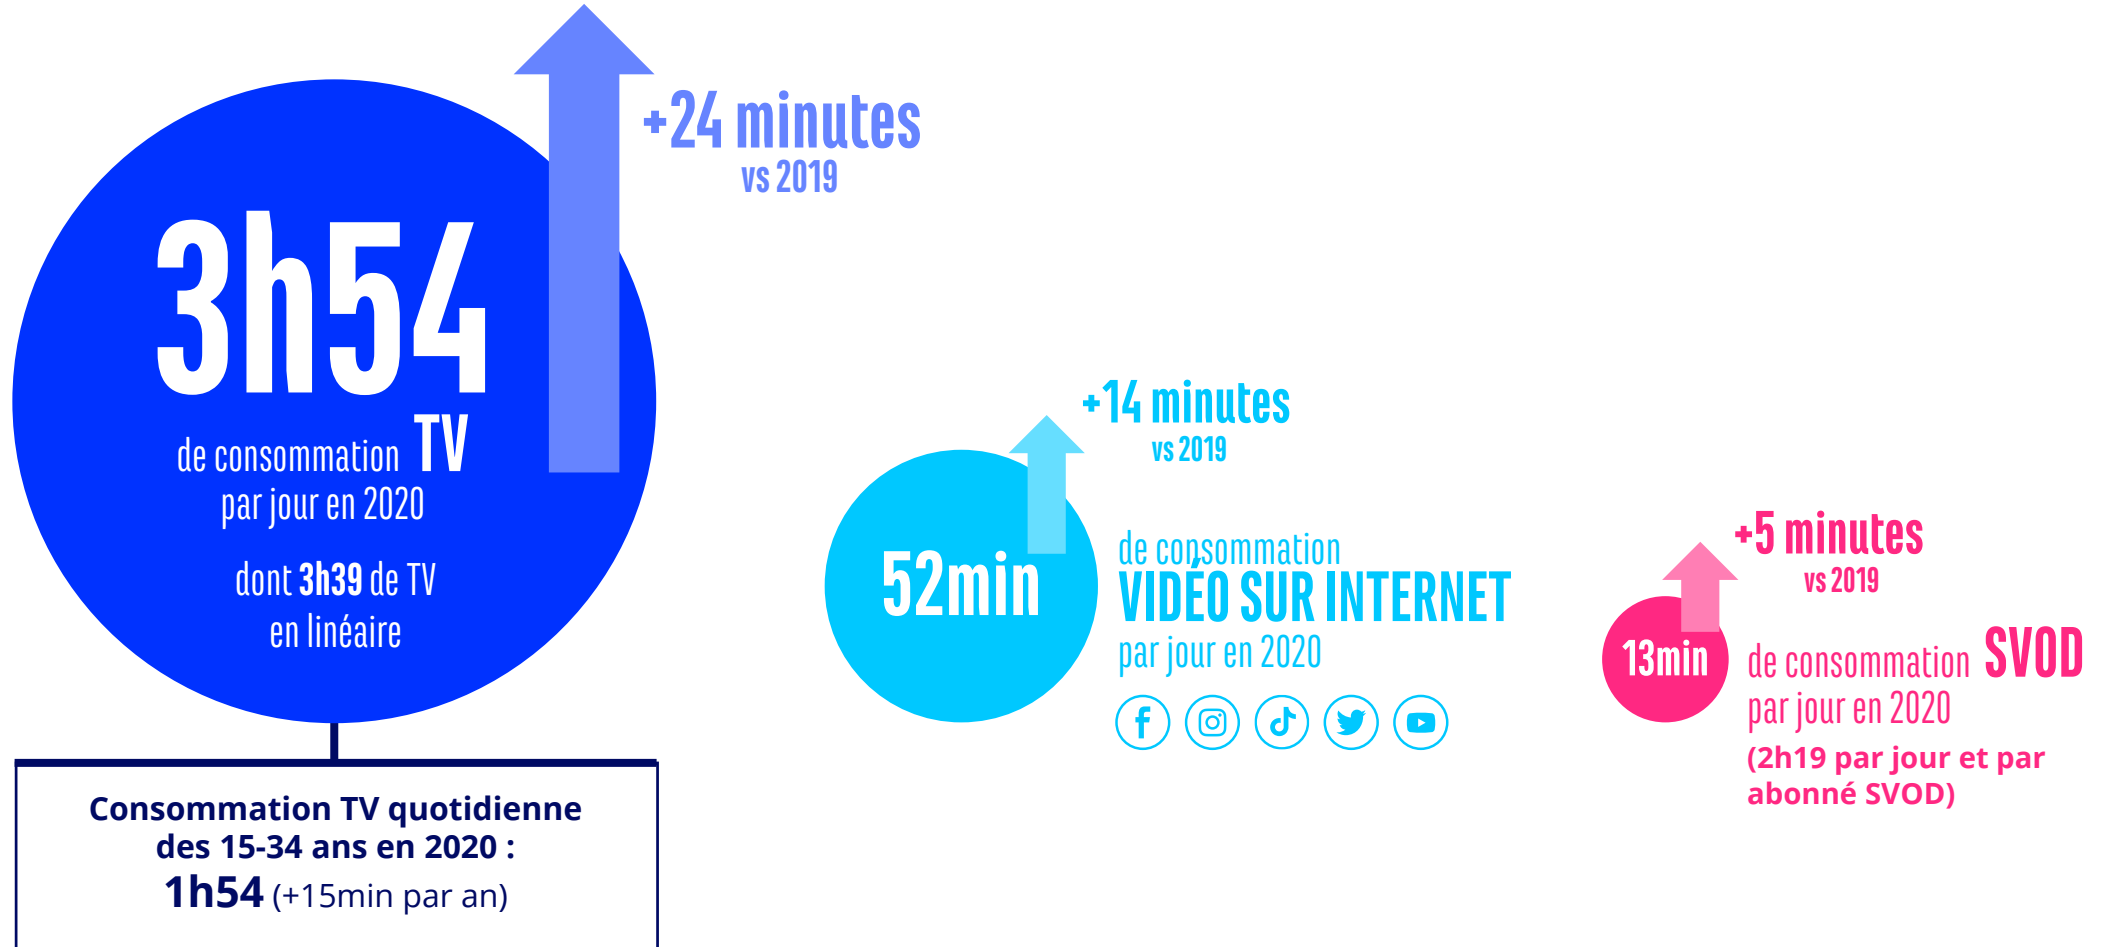 +24 minutes
vs 2019
3h54
de consommation TV
par jour en 2020
dont 3h39 de TV
en linéaire
Consommation TV quotidienne
des 15-34 ans en 2020 :
1h54 (+15min par an)
+14 minutes
vs 2019
52min
de consommation
VIDÉO SUR INTERNET
par jour en 2020
+5 minutes
vs 2019
13min
de consommation SVOD
par jour en 2020
(2h19 par jour et par
abonné SVOD)